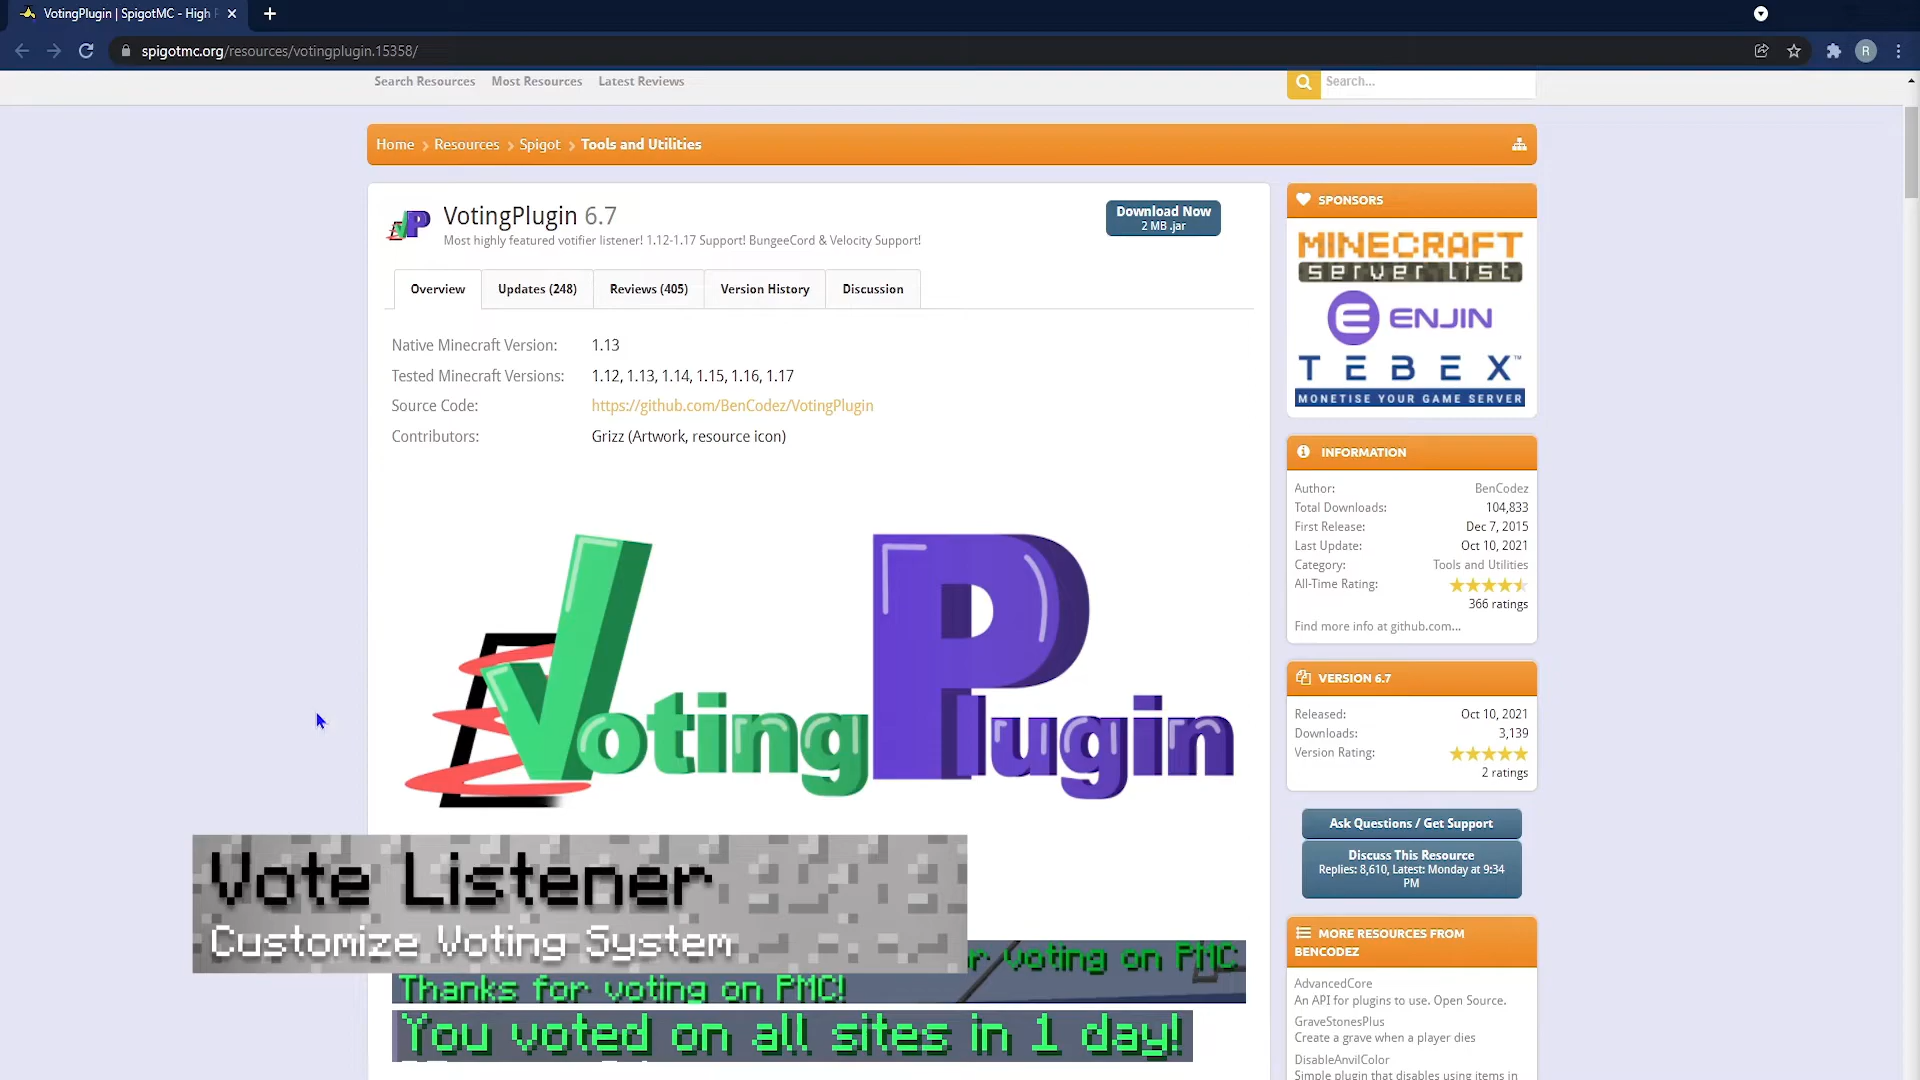 VotingPlugin | SpigotMC - High P
spigotmc.org/resources/votingplugin.15358/
R
Search Resources Most Resources Latest Reviews
Search...
Home Resources Spigot Tools and Utilities
VotingPlugin 6.7
Most highly featured votifier listener! 1.12-1.17 Support! BungeeCord & Velocity Support!
Download Now
2 MB .jar
Overview Updates (248) Reviews (405) Version History Discussion
Native Minecraft Version: 1.13
Tested Minecraft Versions: 1.12, 1.13, 1.14, 1.15, 1.16, 1.17
Source Code: https://github.com/BenCodez/VotingPlugin
Contributors: Grizz (Artwork, resource icon)
VotingPlugin
Vote Listener
Customize Voting System
r voting on PMC
Thanks for voting on PMC!
You voted on all sites in 1 day!
SPONSORS
MINECRAFT
server list
ENJIN
TEBEX™
MONETISE YOUR GAME SERVER
INFORMATION
Author: BenCodez
Total Downloads: 104,833
First Release: Dec 7, 2015
Last Update: Oct 10, 2021
Category: Tools and Utilities
All-Time Rating:
366 ratings
Find more info at github.com...
VERSION 6.7
Released: Oct 10, 2021
Downloads: 3,139
Version Rating:
2 ratings
Ask Questions / Get Support
Discuss This Resource
Replies: 8,610, Latest: Monday at 9:34
PM
MORE RESOURCES FROM
BENCODEZ
AdvancedCore
An API for plugins to use. Open Source.
GraveStonesPlus
Create a grave when a player dies
DisableAnvilColor
Simple plugin that disables using items in